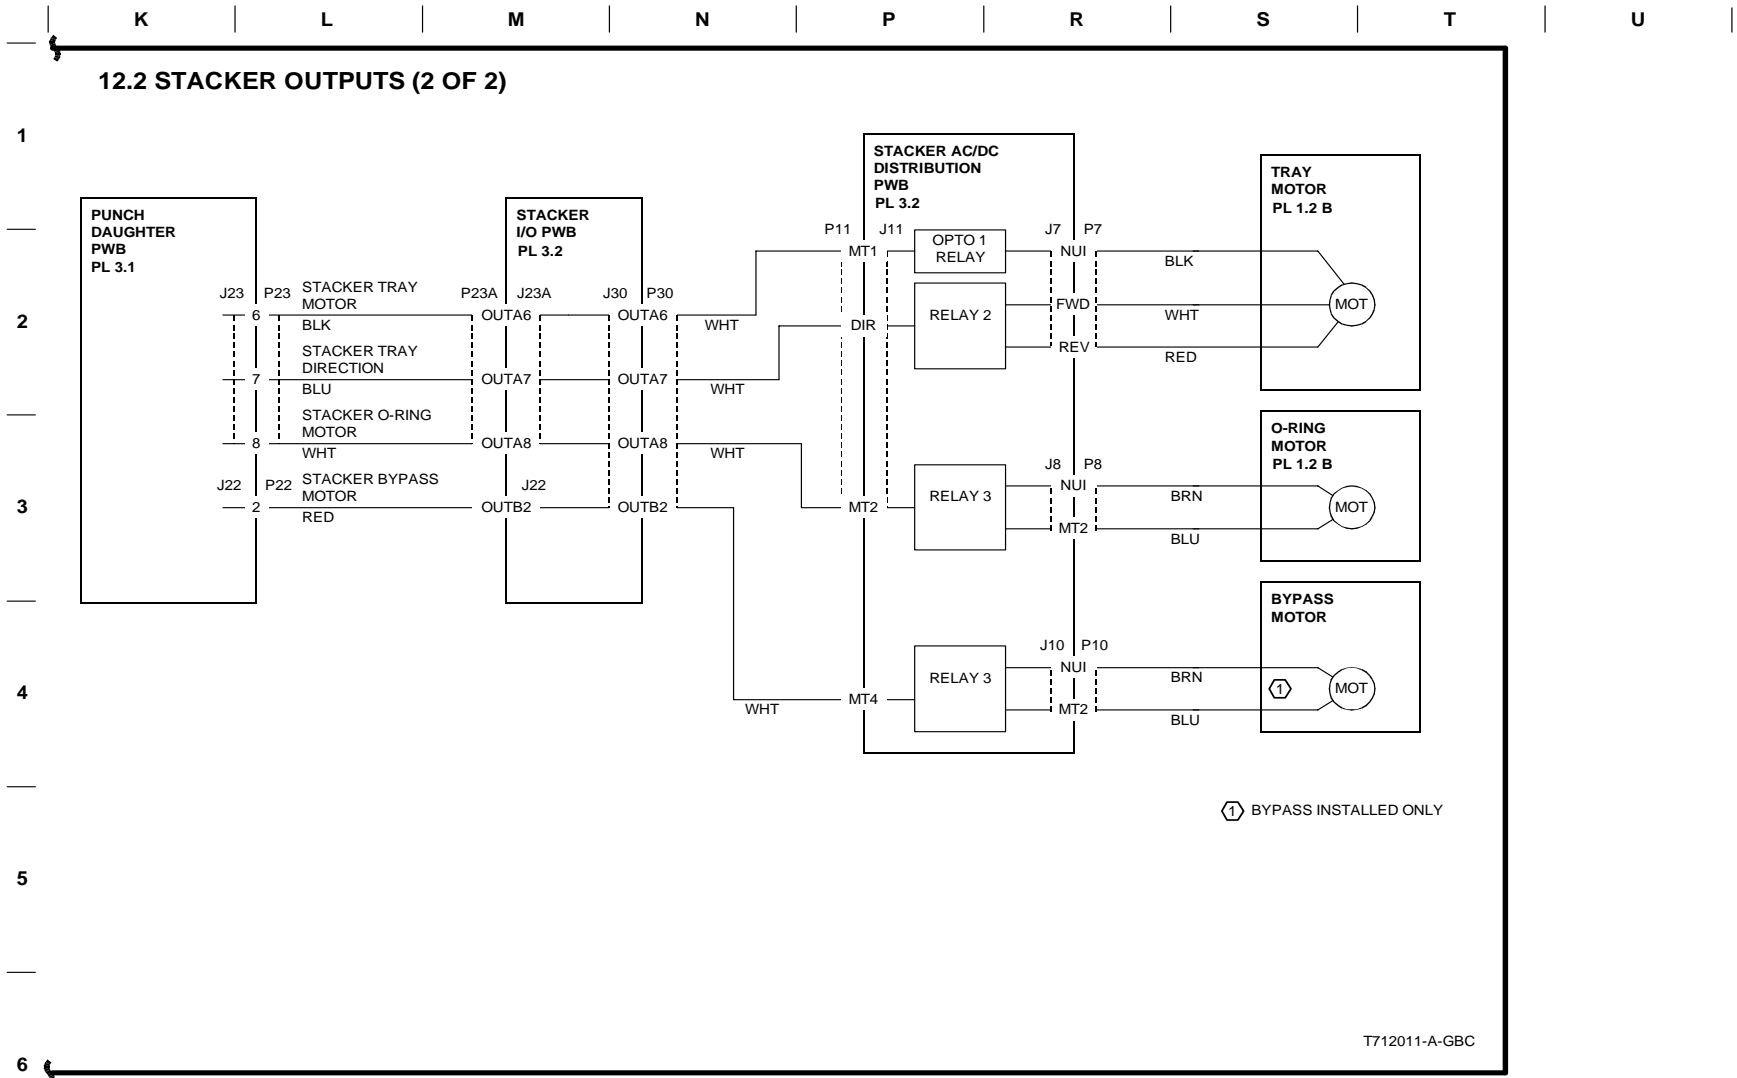 K L M N P R S T U
12.2 STACKER OUTPUTS (2 OF 2)
1
2
3
4
5
6
PUNCH
DAUGHTER
PWB
PL 3.1
J23 P23
6
7
8
J22 P22
2
STACKER TRAY
MOTOR
BLK
STACKER TRAY
DIRECTION
BLU
STACKER O-RING
MOTOR
WHT
STACKER BYPASS
MOTOR
RED
STACKER
I/O PWB
PL 3.2
P23A J23A
OUTA6
OUTA7
OUTA8
J22
OUTB2
J30 P30
OUTA6
OUTA7
OUTA8
OUTB2
WHT
WHT
WHT
WHT
STACKER AC/DC
DISTRIBUTION
PWB
PL 3.2
P11 J11
MT1
DIR
MT2
MT4
OPTO 1
RELAY
RELAY 2
RELAY 3
RELAY 3
J7 P7
NUI
FWD
REV
BLK
WHT
RED
J8 P8
NUI
MT2
BRN
BLU
J10 P10
NUI
MT2
BRN
BLU
TRAY
MOTOR
PL 1.2 B
MOT
O-RING
MOTOR
PL 1.2 B
MOT
BYPASS
MOTOR
1
MOT
1 BYPASS INSTALLED ONLY
T712011-A-GBC